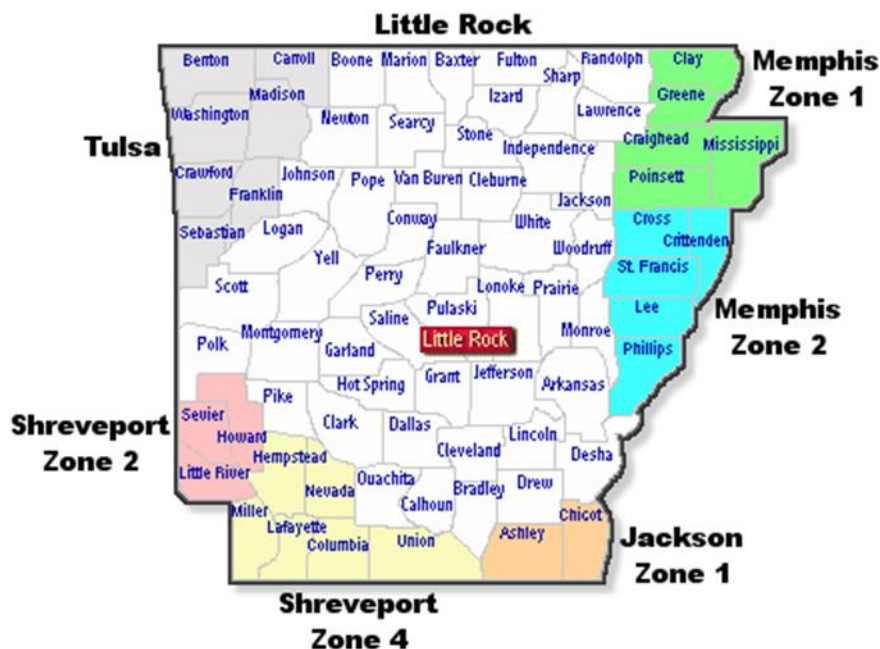 Little Rock
Benton
Carroll
Boone
Marion
Baxter
Fulton
Randolph
Clay
Sharp
Memphis
Zone 1
Madison
Izard
Greene
Washington
Newton
Searcy
Lawrence
Stone
Craighead
Mississippi
Tulsa
Independence
Crawford
Johnson
Pope
Van Buren
Cleburne
Poinsett
Franklin
Jackson
Sebastian
Logan
Conway
White
Cross
Crittenden
Yell
Faulkner
Woodruff
St. Francis
Scott
Perry
Lonoke
Prairie
Pulaski
Lee
Memphis
Zone 2
Saline
Polk
Montgomery
Garland
Little Rock
Monroe
Phillips
Hot Spring
Grant
Jefferson
Arkansas
Pike
Shreveport
Zone 2
Sevier
Howard
Clark
Dallas
Lincoln
Cleveland
Desha
Little River
Hempstead
Nevada
Ouachita
Calhoun
Bradley
Drew
Miller
Lafayette
Columbia
Union
Ashley
Chicot
Jackson
Zone 1
Shreveport
Zone 4